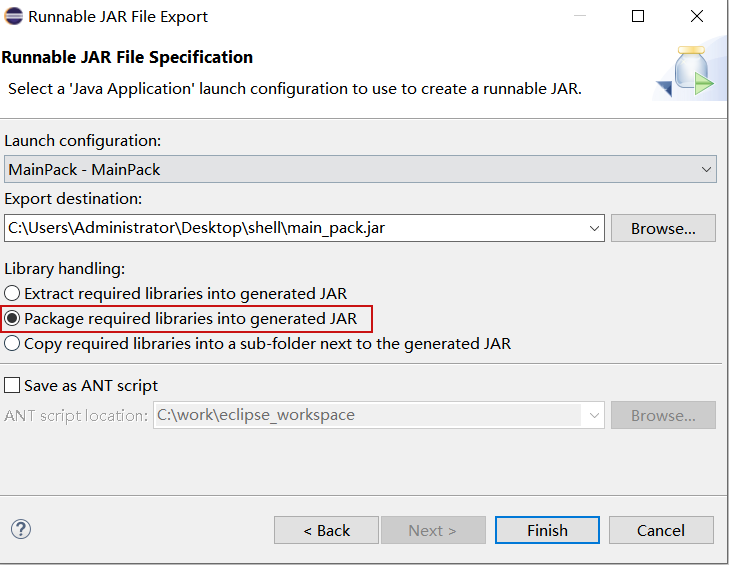 Runnable JAR File Export
Runnable JAR File Specification
Select a 'Java Application' launch configuration to use to create a runnable JAR.
Launch configuration:
MainPack - MainPack
Export destination:
C:\Users\Administrator\Desktop\shell\main_pack.jar
Browse...
Library handling:
Extract required libraries into generated JAR
Package required libraries into generated JAR
Copy required libraries into a sub-folder next to the generated JAR
Save as ANT script
ANT script location:
C:\work\eclipse_workspace
Browse...
?
< Back
Next >
Finish
Cancel